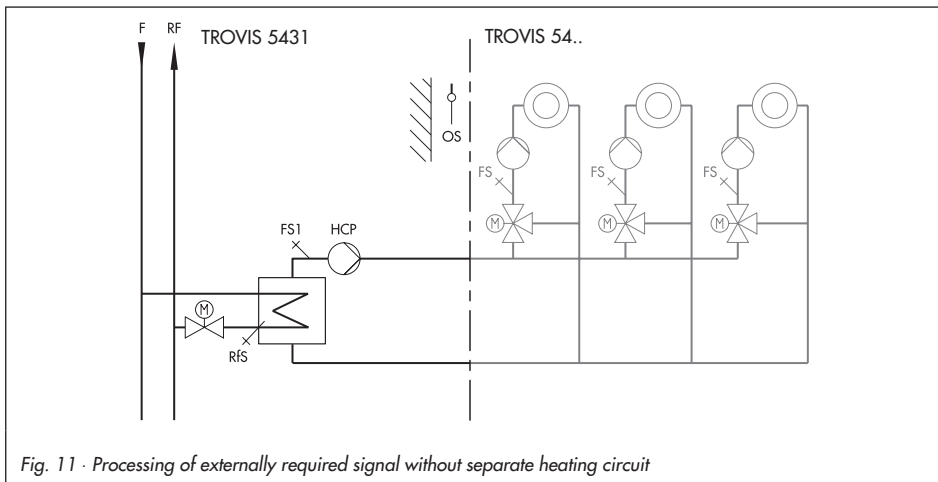 F RF TROVIS 5431 TROVIS 54..
OS
FS FS FS
M M M
FS1 HCP
M
RfS
Fig. 11 · Processing of externally required signal without separate heating circuit